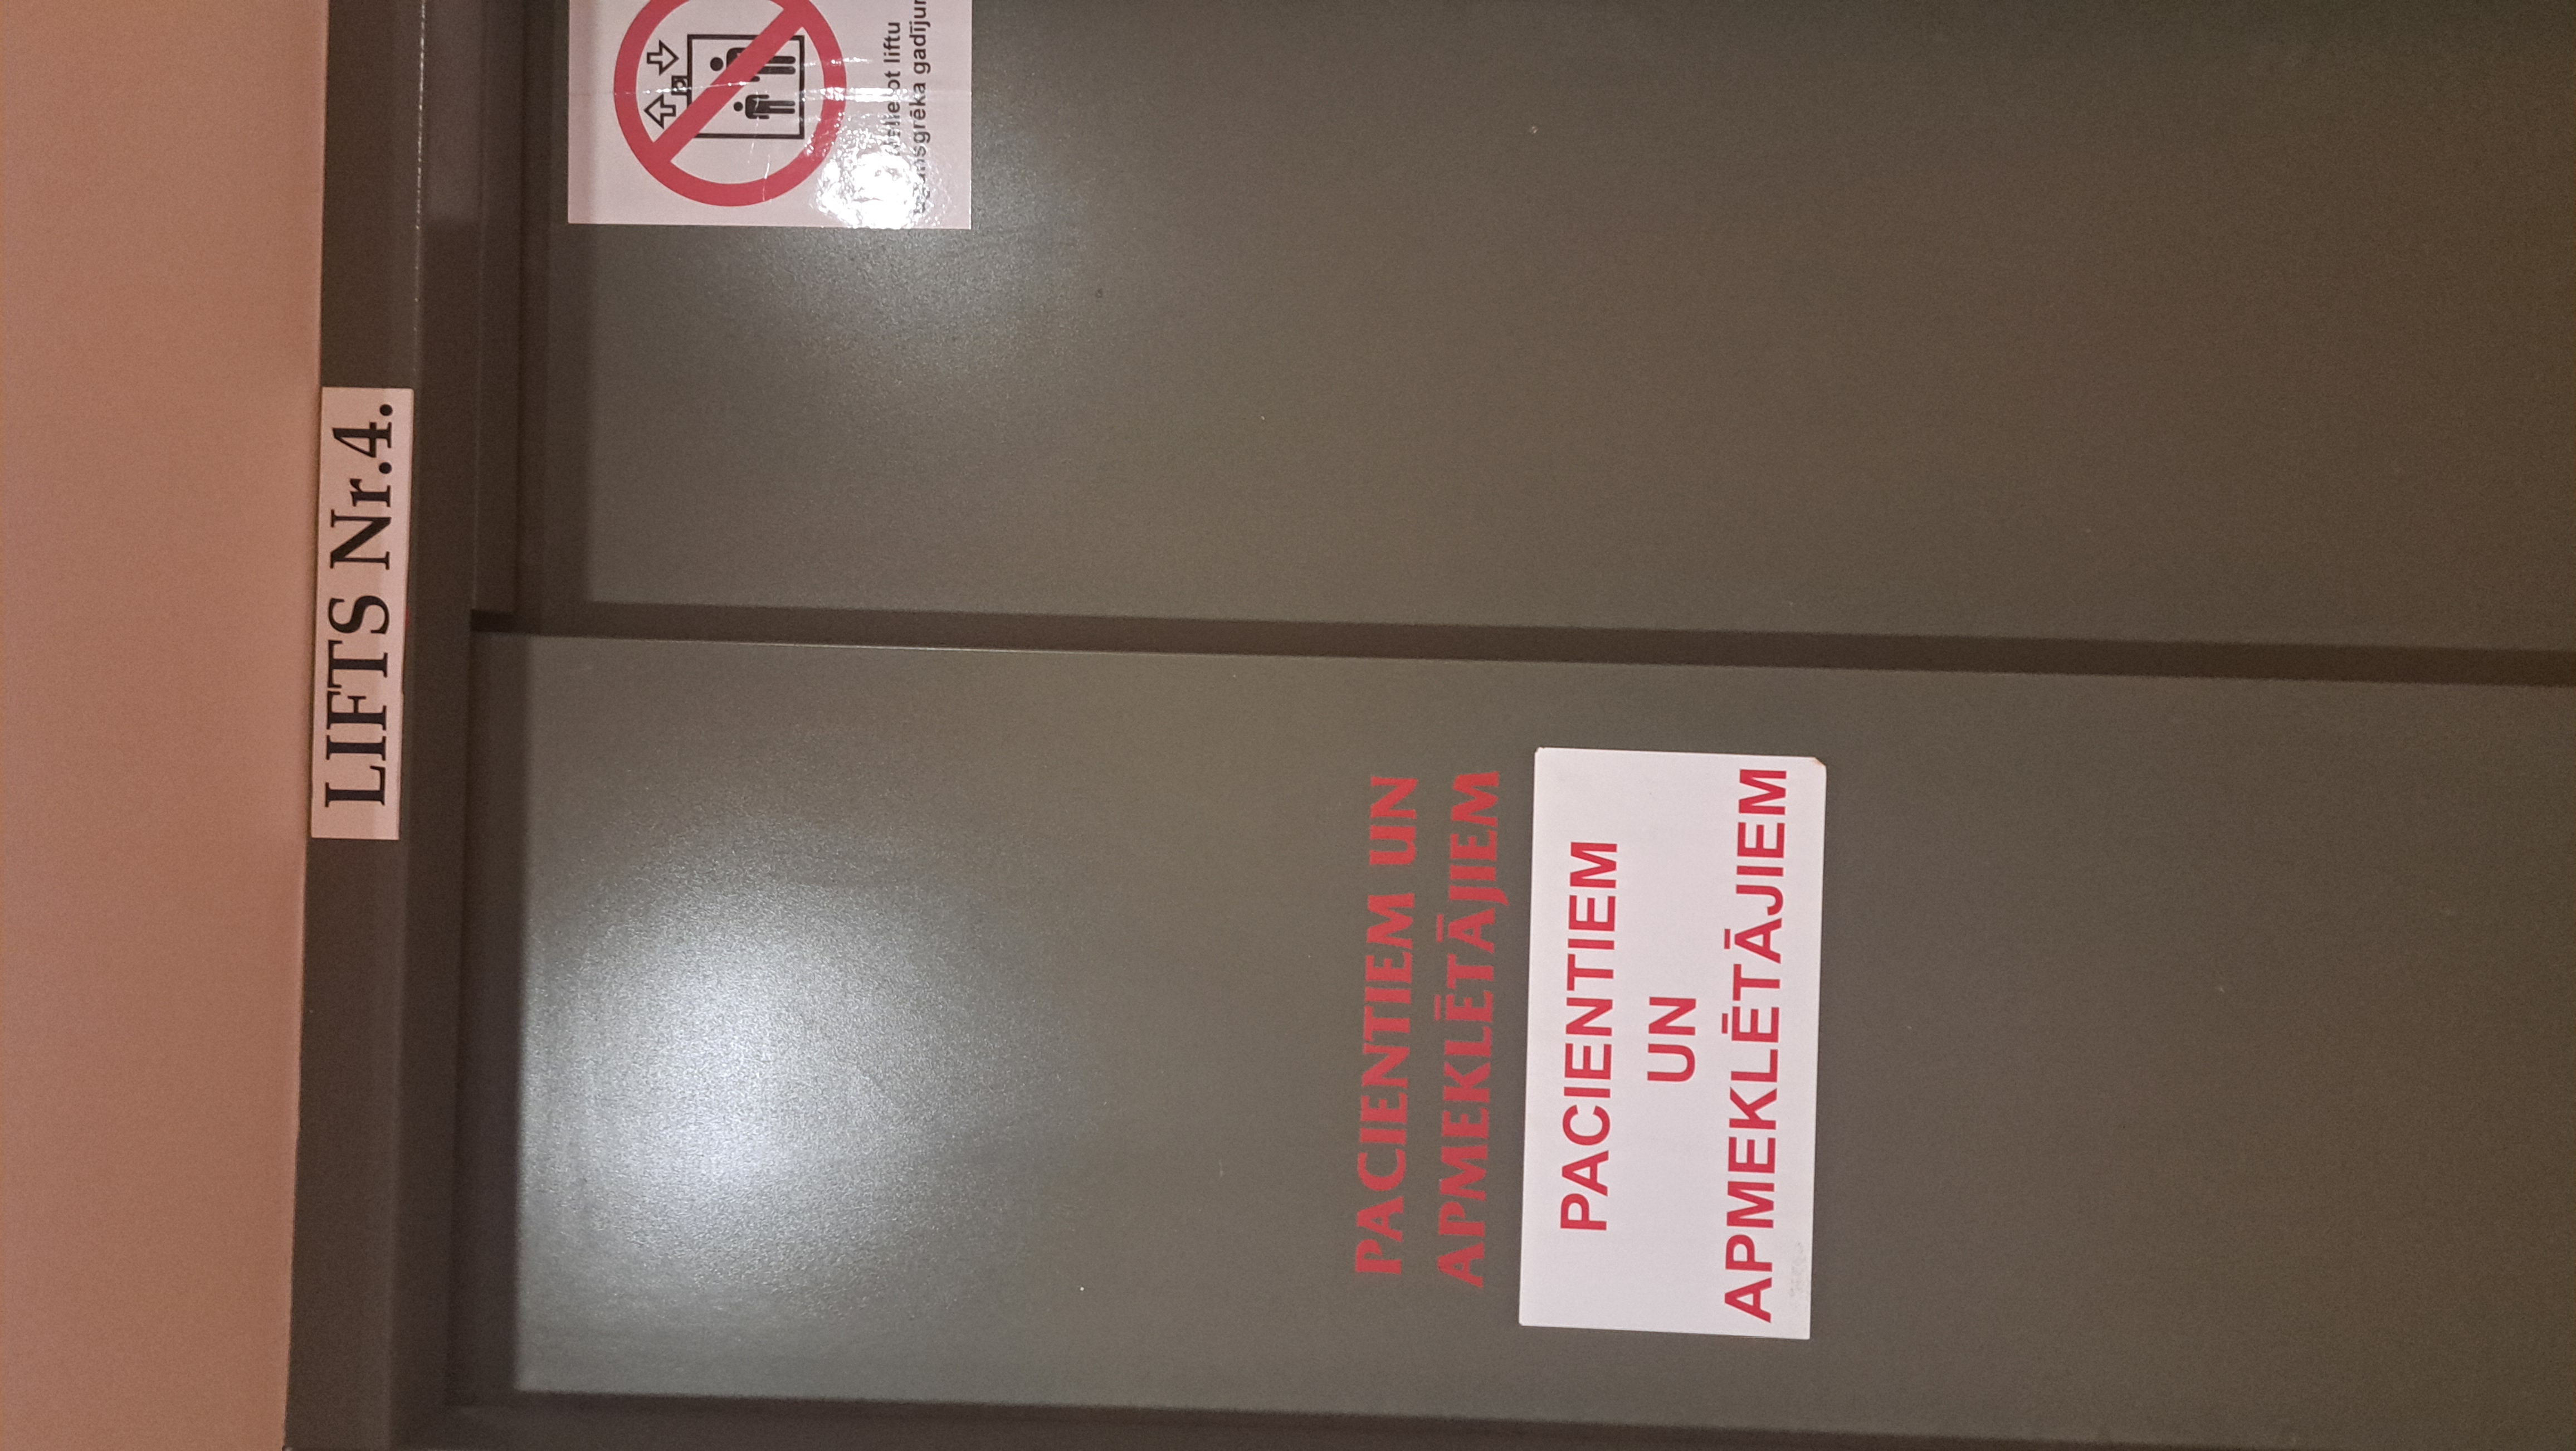 LIFTS Nr.4.
liftu
PACIENTIEM UN
APMEKLĒTĀJIEM
PACIENTIEM
UN
APMEKLĒTĀJIEM